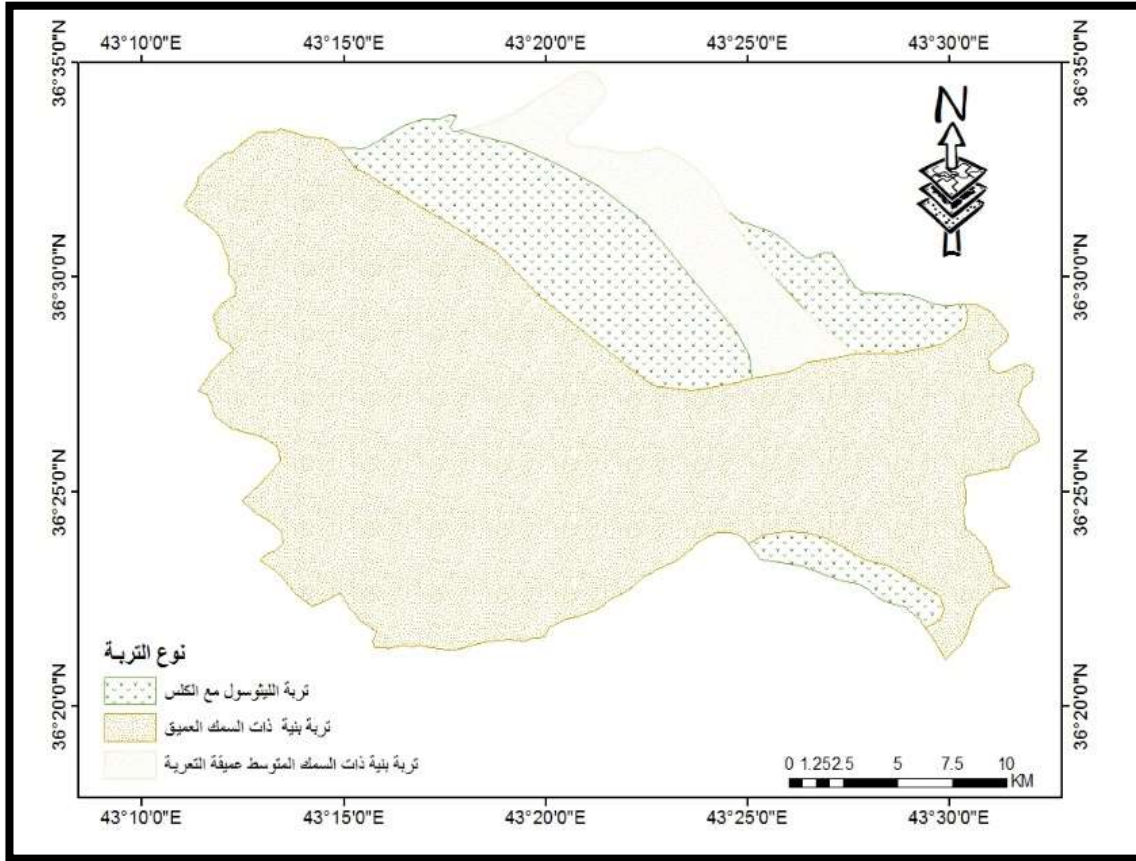 43°10'0"E 43°15'0"E 43°20'0"E 43°25'0"E 43°30'0"E
36°35'0"N 36°35'0"N
N
36°30'0"N 36°30'0"N
36°25'0"N 36°25'0"N
نوع التربة
تربة الليثوسول مع الكلس
36°20'0"N 36°20'0"N
تربة بنية ذات السمك العميق
تربة بنية ذات السمك المتوسط عميقة التعرية
0 1.25 2.5 5 7.5 10
KM
43°10'0"E 43°15'0"E 43°20'0"E 43°25'0"E 43°30'0"E